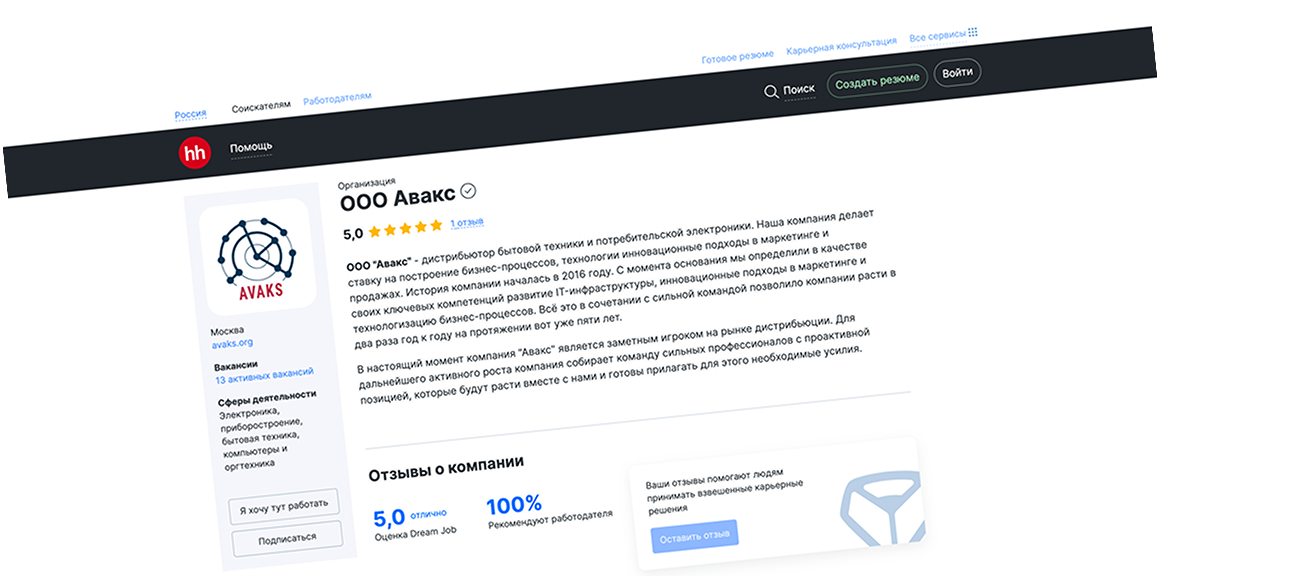 Готовое резюме Карьерная консультация Все сервисы
Россия Соискателям Работодателям
hh Помощь Поиск Создать резюме Войти
AVAKS
Москва
avaks.org
Вакансии
13 активных вакансий
Сферы деятельности
Электроника,
приборостроение,
бытовая техника,
компьютеры и
оргтехника
Я хочу тут работать
Подписаться
Организация
ООО Авакс
5,0 1 отзыв
ООО "Авакс" - дистрибьютор бытовой техники и потребительской электроники. Наша компания делает
ставку на построение бизнес-процессов, технологии инновационные подходы в маркетинге и
продажах. История компании началась в 2016 году. С момента основания мы определили в качестве
своих ключевых компетенций развитие IT-инфраструктуры, инновационные подходы в маркетинге и
технологизацию бизнес-процессов. Всё это в сочетании с сильной командой позволило компании расти в
два раза год к году на протяжении вот уже пяти лет.
В настоящий момент компания "Авакс" является заметным игроком на рынке дистрибьюции. Для
дальнейшего активного роста компания собирает команду сильных профессионалов с проактивной
позицией, которые будут расти вместе с нами и готовы прилагать для этого необходимые усилия.
Отзывы о компании
5,0 отлично
Оценка Dream Job
100%
Рекомендуют работодателя
Ваши отзывы помогают людям
принимать взвешенные карьерные
решения
Оставить отзыв